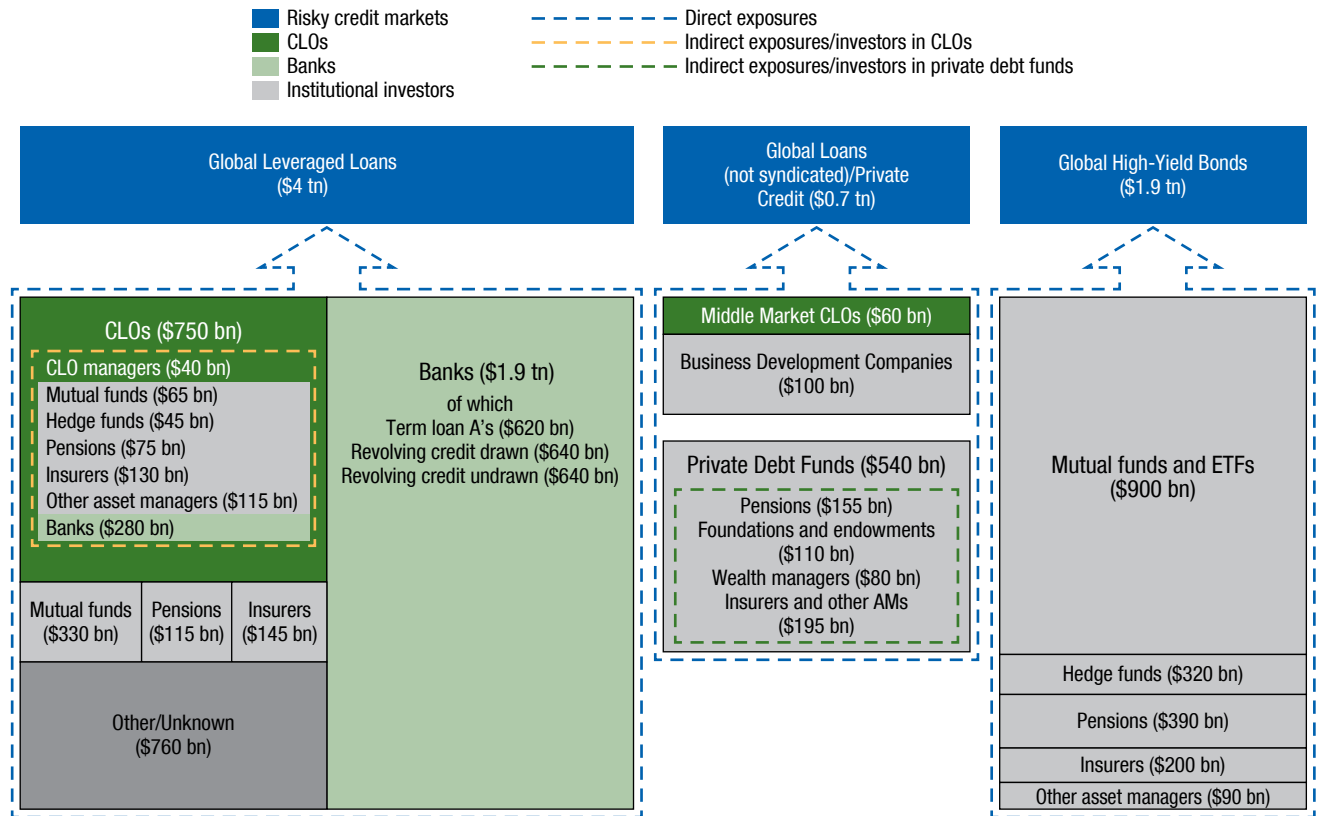 Risky credit markets
CLOs
Banks
Institutional investors
Direct exposures
Indirect exposures/investors in CLOs
Indirect exposures/investors in private debt funds
Global Leveraged Loans
($4 tn)
Global Loans
(not syndicated)/Private
Credit ($0.7 tn)
Global High-Yield Bonds
($1.9 tn)
CLOs ($750 bn)
CLO managers ($40 bn)
Mutual funds ($65 bn)
Hedge funds ($45 bn)
Pensions ($75 bn)
Insurers ($130 bn)
Other asset managers ($115 bn)
Banks ($280 bn)
Mutual funds
($330 bn)
Pensions
($115 bn)
Insurers
($145 bn)
Other/Unknown
($760 bn)
Banks ($1.9 tn)
of which
Term loan A's ($620 bn)
Revolving credit drawn ($640 bn)
Revolving credit undrawn ($640 bn)
Middle Market CLOs ($60 bn)
Business Development Companies
($100 bn)
Private Debt Funds ($540 bn)
Pensions ($155 bn)
Foundations and endowments
($110 bn)
Wealth managers ($80 bn)
Insurers and other AMs
($195 bn)
Mutual funds and ETFs
($900 bn)
Hedge funds ($320 bn)
Pensions ($390 bn)
Insurers ($200 bn)
Other asset managers ($90 bn)